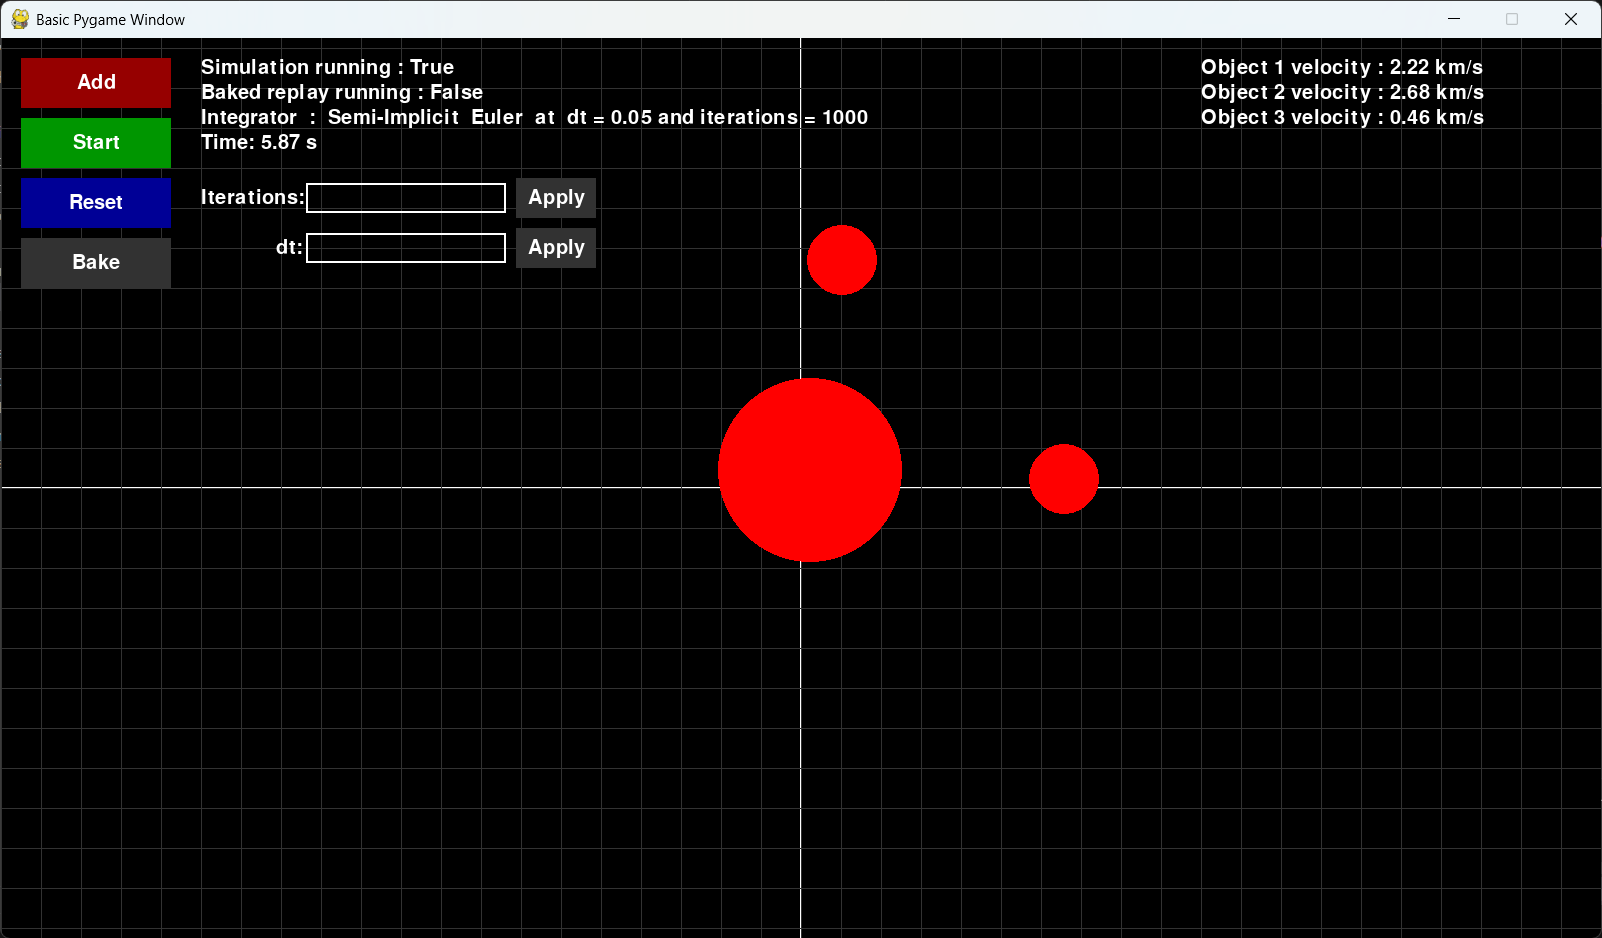 Basic Pygame Window
Add
Start
Reset
Bake
Simulation running : True
Baked replay running : False
Integrator : Semi-Implicit Euler at dt = 0.05 and iterations = 1000
Time: 5.87 s
Iterations: Apply
dt: Apply
Object 1 velocity : 2.22 km/s
Object 2 velocity : 2.68 km/s
Object 3 velocity : 0.46 km/s